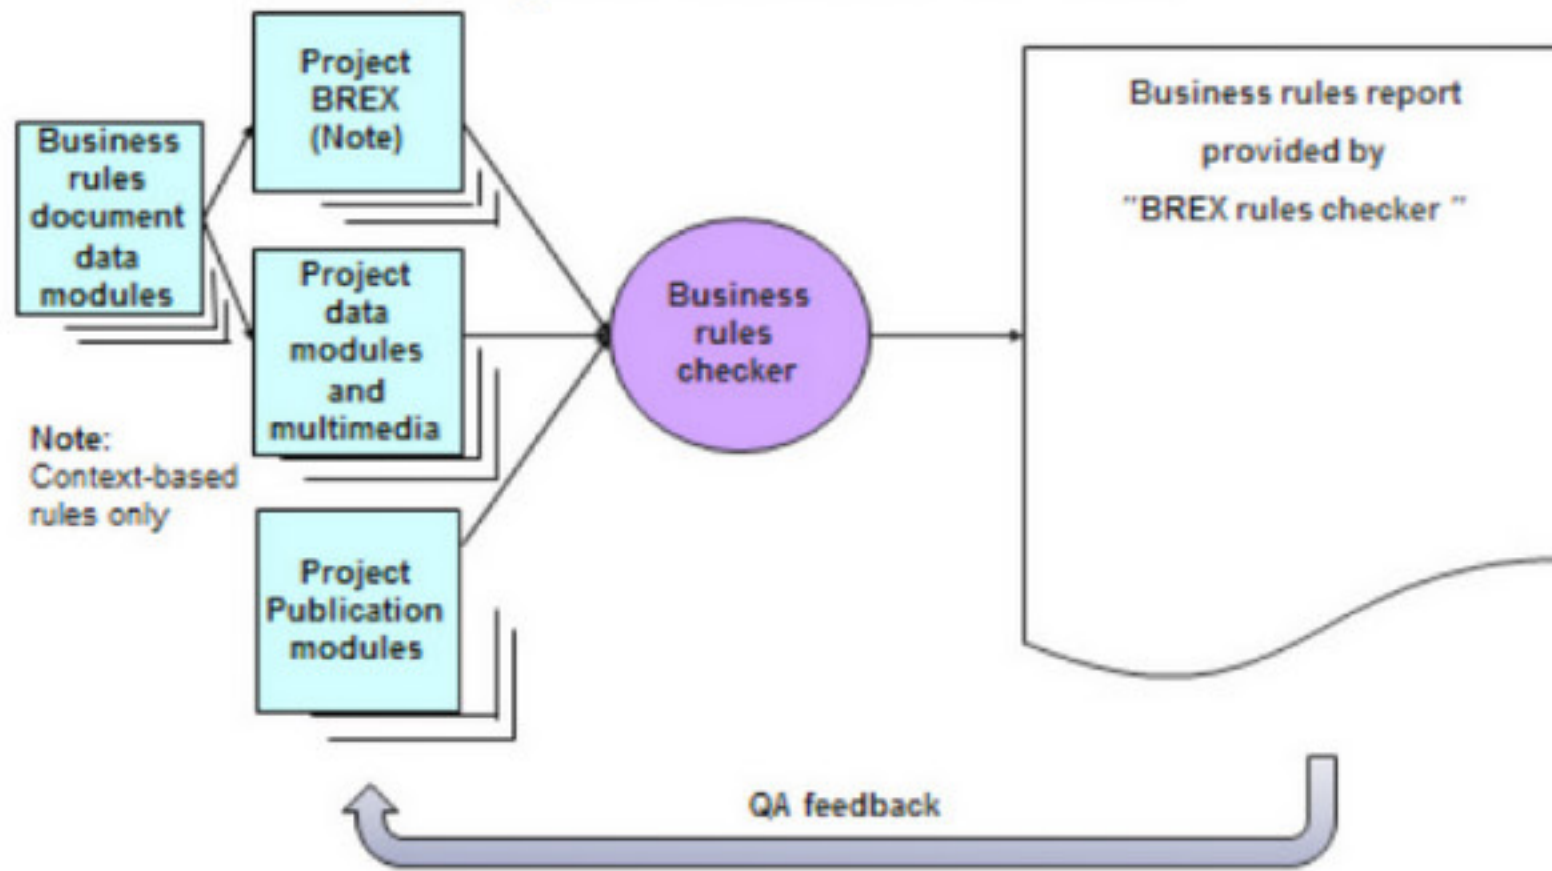 Project
BREX
(Note)
Business
rules
document
data
modules
Project
data
modules
and
multimedia
Note:
Context-based
rules only
Project
Publication
modules
Business
rules
checker
Business rules report
provided by
"BREX rules checker "
QA feedback